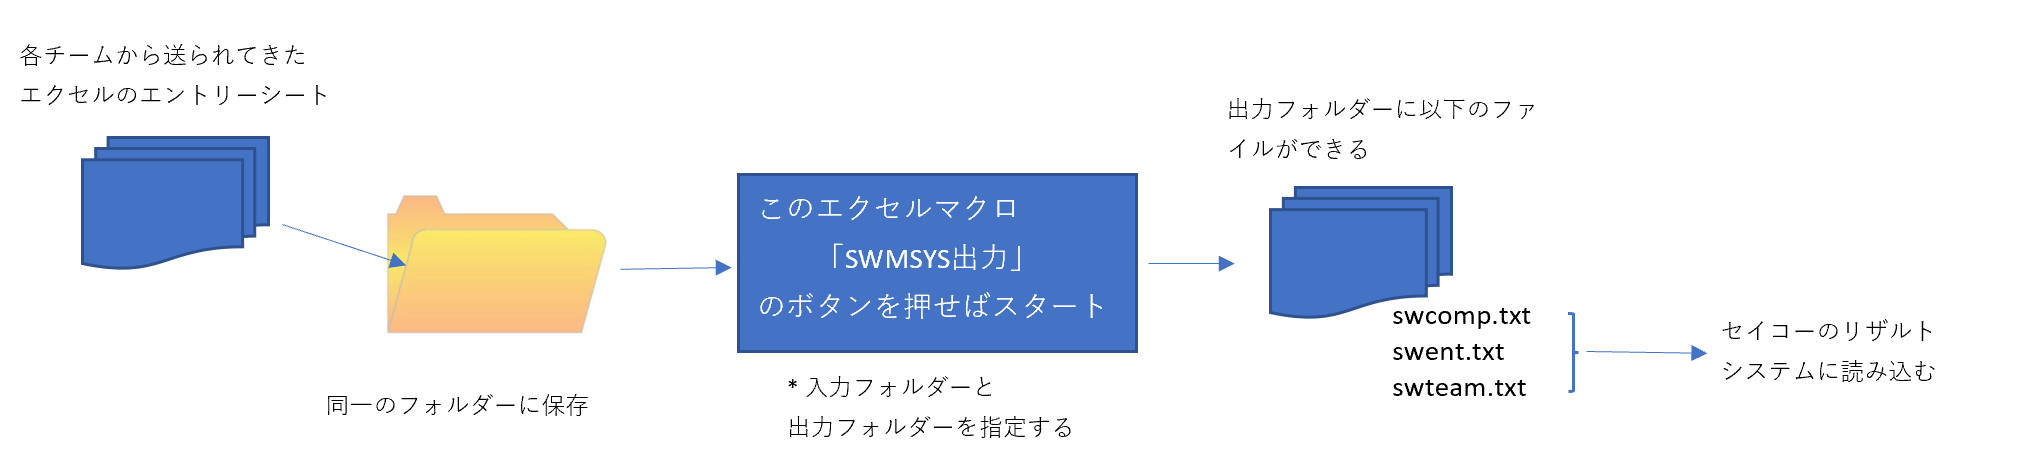 各チームから送られてきた
エクセルのエントリーシート
同一のフォルダーに保存
このエクセルマクロ
「SWMSYS出力」
のボタンを押せばスタート
* 入力フォルダーと
出力フォルダーを指定する
出力フォルダーに以下のファ
イルができる
swcomp.txt
swent.txt
swteam.txt
セイコーのリザルト
システムに読み込む